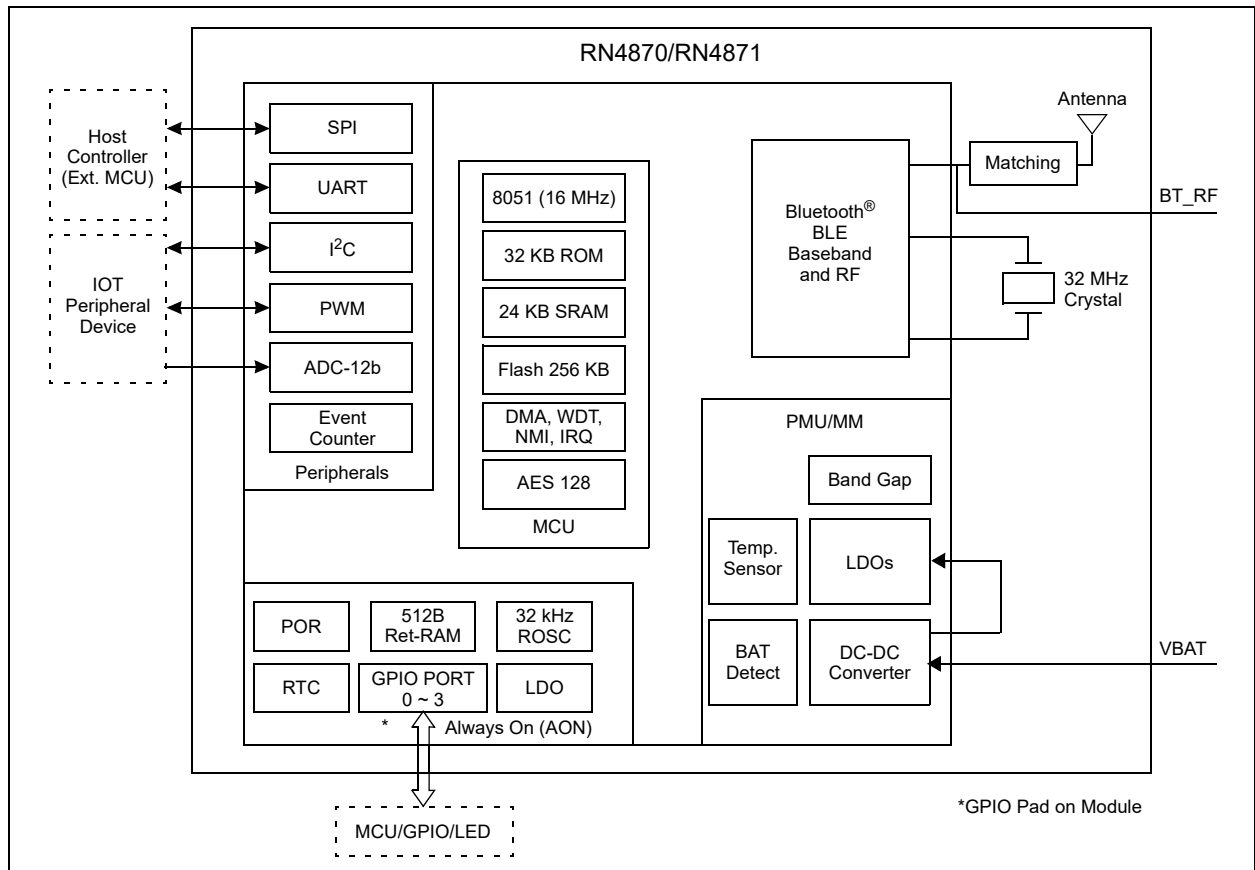 RN4870/RN4871
Host
Controller
(Ext. MCU)
IOT
Peripheral
Device
SPI
UART
I²C
PWM
ADC-12b
Event
Counter
Peripherals
8051 (16 MHz)
32 KB ROM
24 KB SRAM
Flash 256 KB
DMA, WDT,
NMI, IRQ
AES 128
MCU
Bluetooth®
BLE
Baseband
and RF
Antenna
Matching
BT_RF
32 MHz
Crystal
PMU/MM
Band Gap
Temp.
Sensor
LDOs
BAT
Detect
DC-DC
Converter
VBAT
POR
512B
Ret-RAM
32 kHz
ROSC
RTC
GPIO PORT
0 ~ 3
LDO
*
Always On (AON)
MCU/GPIO/LED
*GPIO Pad on Module